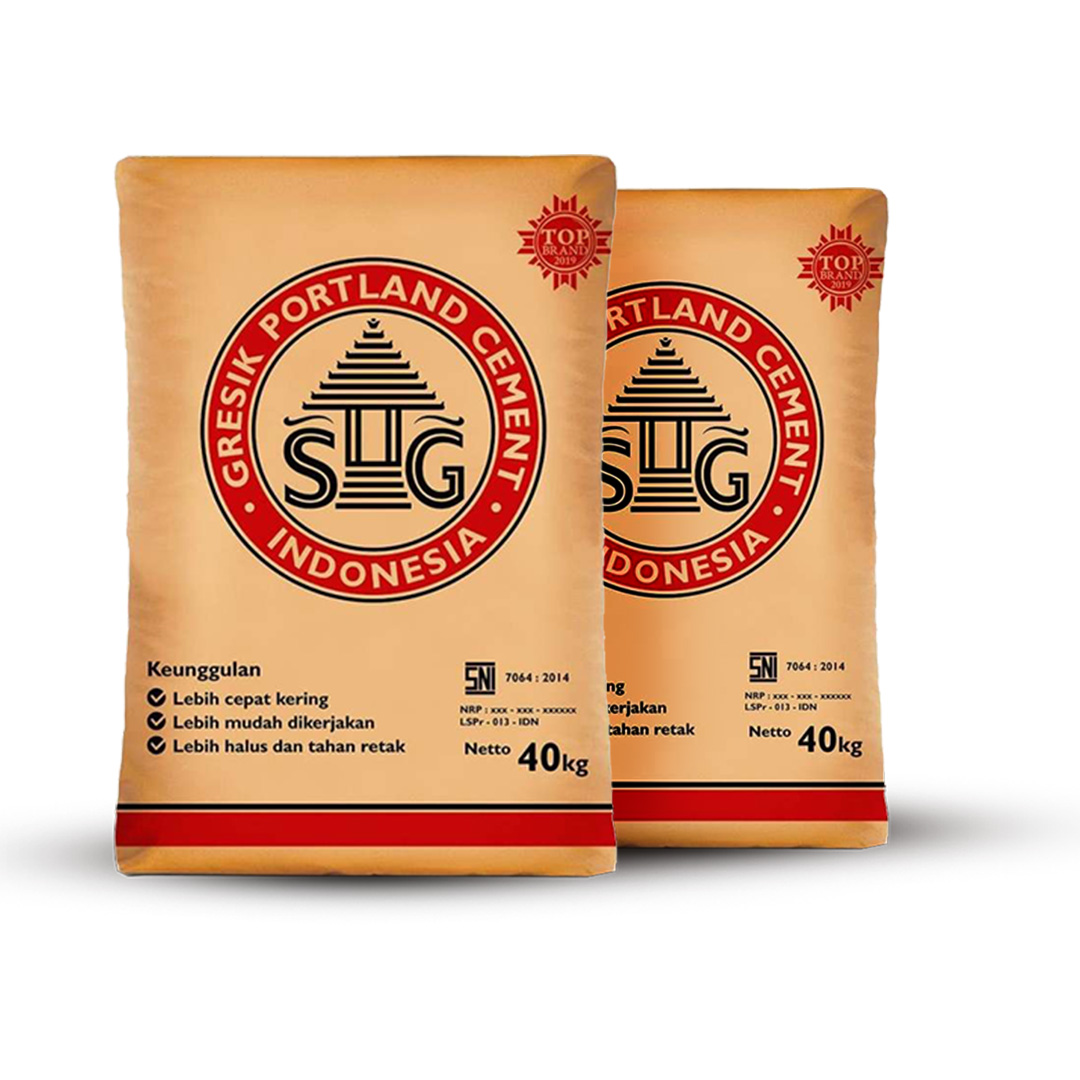 TOP
BRAND
2019
GRESIK PORTLAND CEMENT
INDONESIA
SG
Keunggulan
Lebih cepat kering
Lebih mudah dikerjakan
Lebih halus dan tahan retak
SNI 7064 : 2014
NRP : xxx - xxx - xxxxxx
LSPr - 013 - IDN
Netto 40kg
TOP
BRAND
2019
RTLAND CEMENT
DONESIA
SG
ng
kerjakan
tahan retak
SNI 7064 : 2014
NRP : xxx - xxx - xxxxxx
LSPr - 013 - IDN
Netto 40kg